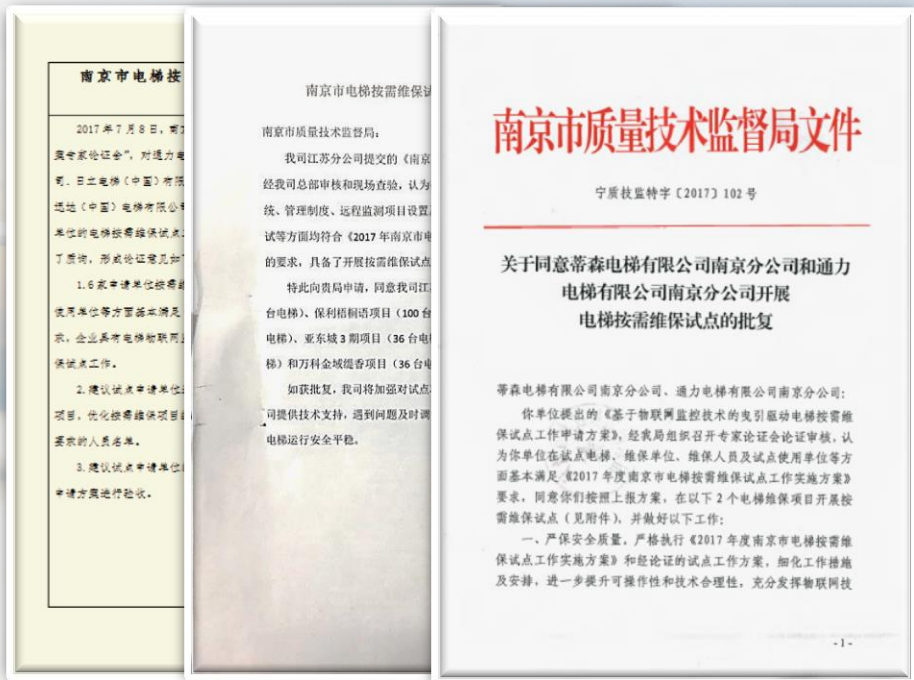 南京市电梯按
2017年7月8日，南京
案专家论证会"，对通力电
司、日立电梯（中国）有限
迅达（中国）电梯有限公司
单位的电梯按需维保试点
了质询，形成论证意见如下
1.6家申请单位按需维
使用单位等方面基本满足
求，企业具有电梯物联网
保试点工作。
2.建议试点申请单位
项目，优化按需维保项目
要求的人员名单。
3.建议试点申请单位
申请方案进行验收。
南京市电梯按需维保试
南京市质量技术监督局：
我司江苏分公司提交的《南京
经我司总部审核和现场查验，认为
统、管理制度、远程监测项目设置
试等方面均符合《2017年南京市电
的要求，具备了开展按需维保试点
特此向贵局申请，同意我司江
台电梯）、保利梧桐语项目（100台
电梯）、亚东城3期项目（36台电
梯）和万科金域缇香项目（36台电
如获批复，我司将加强对试点
司提供技术支持，遇到问题及时调
电梯运行安全平稳。
南京市质量技术监督局文件
宁质技监特字〔2017〕102号
关于同意蒂森电梯有限公司南京分公司和通力
电梯有限公司南京分公司开展
电梯按需维保试点的批复
蒂森电梯有限公司南京分公司、通力电梯有限公司南京分公司：
你单位提出的《基于物联网监控技术的曳引驱动电梯按需维
保试点工作申请方案》，经我局组织召开专家论证会论证审核，认
为你单位在试点电梯、维保单位、维保人员及试点使用单位等方
面基本满足《2017年度南京市电梯按需维保试点工作实施方案》
要求，同意你们按照上报方案，在以下2个电梯维保项目开展按
需维保试点（见附件），并做好以下工作：
一、严保安全质量，严格执行《2017年度南京市电梯按需维
保试点工作实施方案》和经论证的试点工作方案，细化工作措施
及安排，进一步提升可操作性和技术合理性，充分发挥物联网技
-1-